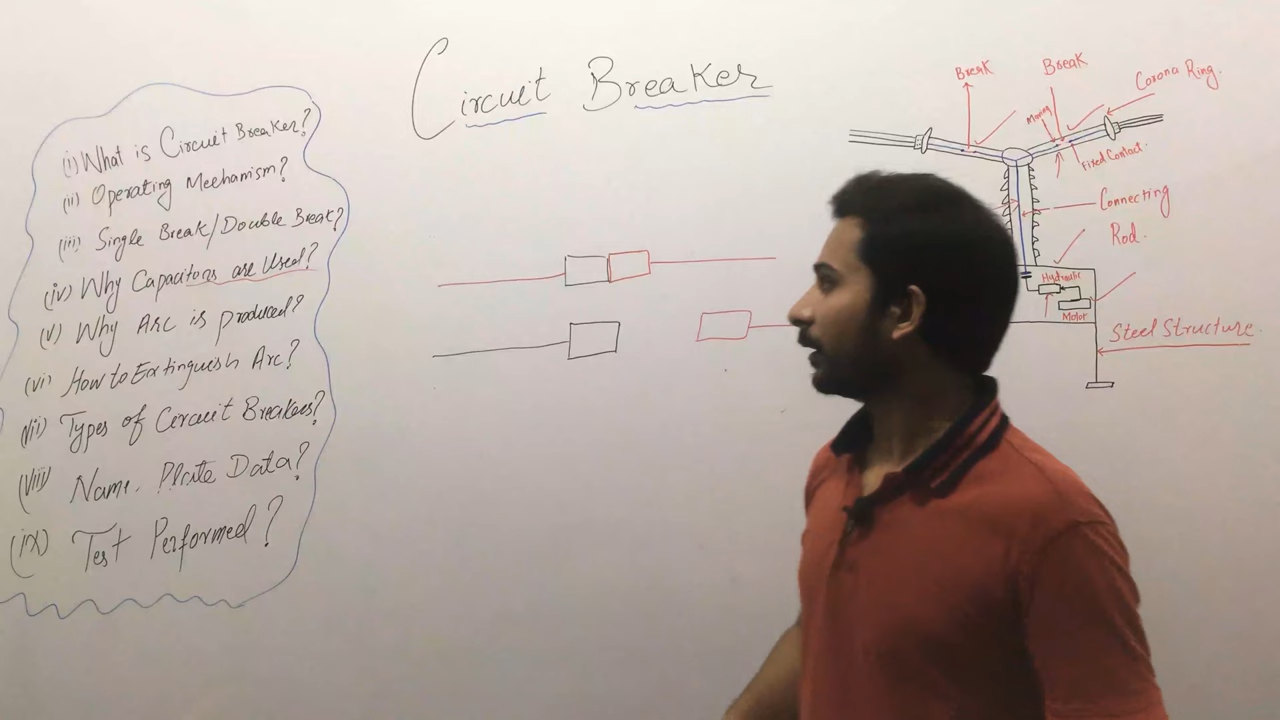 Circuit Breaker
(i) What is Circuit Breaker?
(ii) Operating Mechanism?
(iii) Single Break/Double Break?
(iv) Why Capacitors are Used?
(v) Why Arc is produced?
(vi) How to Extinguish Arc?
(vii) Types of Circuit Breakers?
(viii) Name Plate Data?
(ix) Test Performed?
Break
Break
Corona Ring.
Moving
Fixed Contact.
Connecting
Rod.
Hydraulic
Motor
Steel Structure.